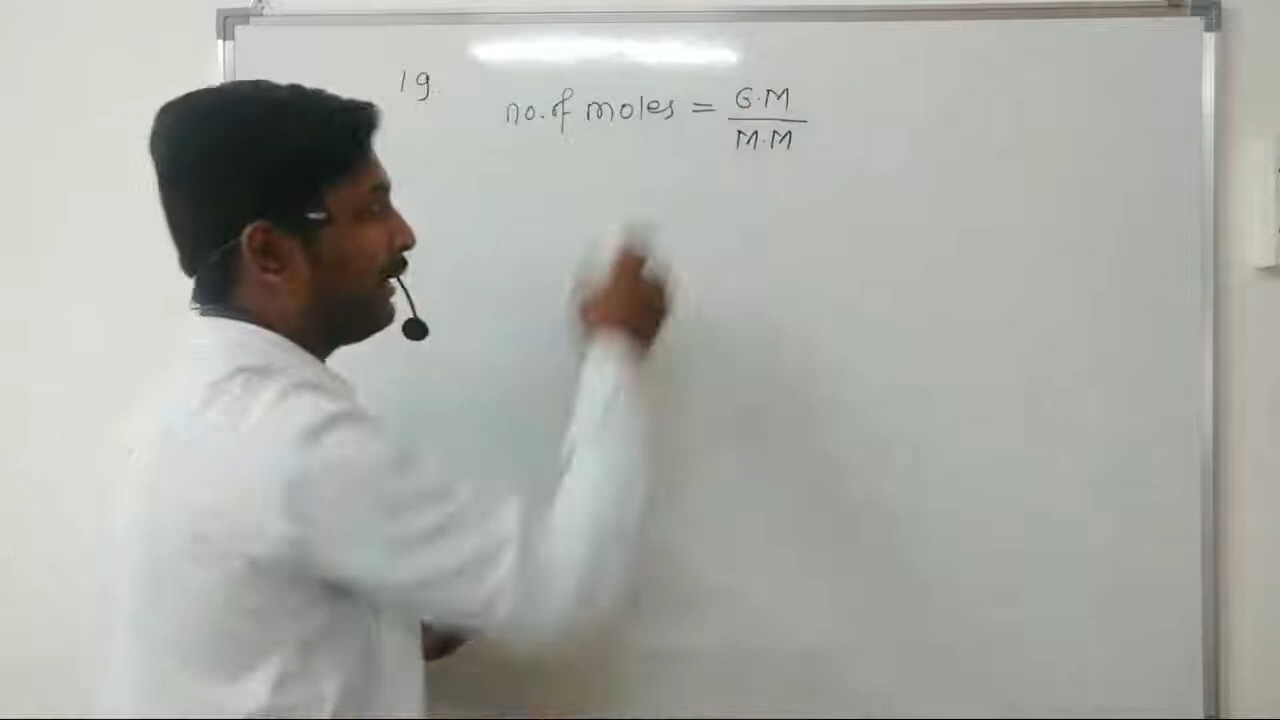 19.
no. of moles = G.M / M.M